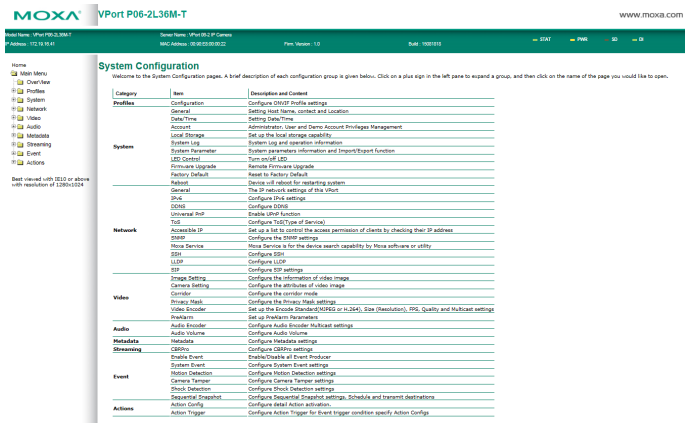 MOXA® VPort P06-2L36M-T www.moxa.com
Model Name : VPort P06-2L36M-T Server Name : VPort 06-2 IP Camera STAT PWR SD DI
IP Address : 172.19.16.41 MAC Address : 00:90:E8:00:00:22 Firm. Version : 1.0 Build : 15001618
Home
Main Menu
OverView
Profiles
System
Network
Video
Audio
Metadata
Streaming
Event
Actions
Best viewed with IE10 or above
with resolution of 1280x1024
System Configuration
Welcome to the System Configuration pages. A brief description of each configuration group is given below. Click on a plus sign in the left pane to expand a group, and then click on the name of the page you would like to open.
Category Item Description and Content
Profiles Configuration Configure ONVIF Profile settings
System
General Setting Host Name, contact and Location
Date/Time Setting Date/Time
Account Administrator, User and Demo Account Privileges Management
Local Storage Set up the local storage capability
System Log System Log and operation information
System Parameter System parameters information and Import/Export function
LED Control Turn on/off LED
Firmware Upgrade Remote Firmware Upgrade
Factory Default Reset to Factory Default
Reboot Device will reboot for restarting system
Network
General The IP network settings of this VPort
IPv6 Configure IPv6 settings
DDNS Configure DDNS
Universal PnP Enable UPnP function
ToS Configure ToS(Type of Service)
Accessible IP Set up a list to control the access permission of clients by checking their IP address
SNMP Configure the SNMP settings
Moxa Service Moxa Service is for the device search capability by Moxa software or utility
SSH Configure SSH
LLDP Configure LLDP
SIP Configure SIP settings
Video
Image Setting Configure the information of video image
Camera Setting Configure the attributes of video image
Corridor Configure the corridor mode
Privacy Mask Configure the Privacy Mask settings
Video Encoder Set up the Encode Standard(MJPEG or H.264), Size (Resolution), FPS, Quality and Multicast settings
PreAlarm Set up PreAlarm Parameters
Audio
Audio Encoder Configure Audio Encoder Multicast settings
Audio Volume Configure Audio Volume
Metadata Metadata Configure Metadata settings
Streaming CBRPro Configure CBRPro settings
Event
Enable Event Enable/Disable all Event Producer
System Event Configure System Event settings
Motion Detection Configure Motion Detection settings
Camera Tamper Configure Camera Tamper settings
Shock Detection Configure Shock Detection settings
Sequential Snapshot Configure Sequential Snapshot settings, Schedule and transmit destinations
Actions
Action Config Configure detail Action activation.
Action Trigger Configure Action Trigger for Event trigger condition specify Action Configs